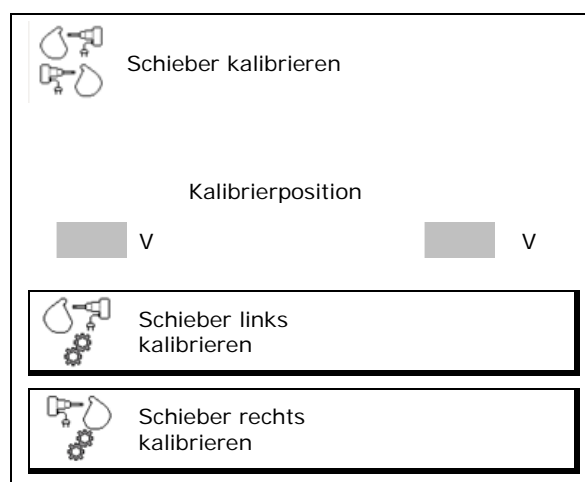 Schieber kalibrieren
Kalibrierposition
V V
Schieber links
kalibrieren
Schieber rechts
kalibrieren